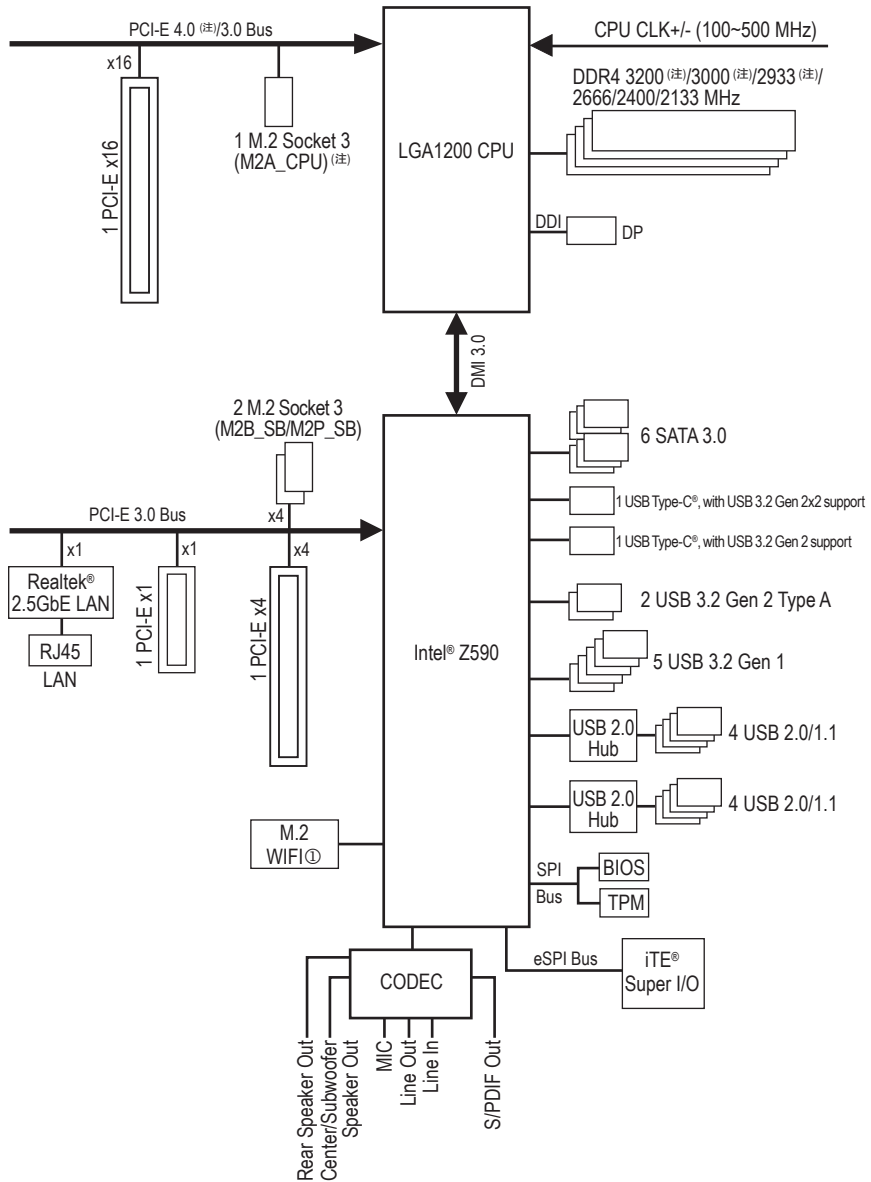 PCI-E 4.0 (注)/3.0 Bus
x16
1 PCI-E x16
1 M.2 Socket 3
(M2A_CPU) (注)
LGA1200 CPU
CPU CLK+/- (100~500 MHz)
DDR4 3200 (注)/3000 (注)/2933 (注)/
2666/2400/2133 MHz
DDI
DP
DMI 3.0
2 M.2 Socket 3
(M2B_SB/M2P_SB)
PCI-E 3.0 Bus
x4
x1
x1
x4
Realtek®
2.5GbE LAN
RJ45
LAN
1 PCI-E x1
1 PCI-E x4
Intel® Z590
6 SATA 3.0
1 USB Type-C®, with USB 3.2 Gen 2x2 support
1 USB Type-C®, with USB 3.2 Gen 2 support
2 USB 3.2 Gen 2 Type A
5 USB 3.2 Gen 1
USB 2.0
Hub
4 USB 2.0/1.1
USB 2.0
Hub
4 USB 2.0/1.1
M.2
WIFI①
SPI
Bus
BIOS
TPM
eSPI Bus
iTE®
Super I/O
CODEC
Rear Speaker Out
Center/Subwoofer
Speaker Out
MIC
Line Out
Line In
S/PDIF Out